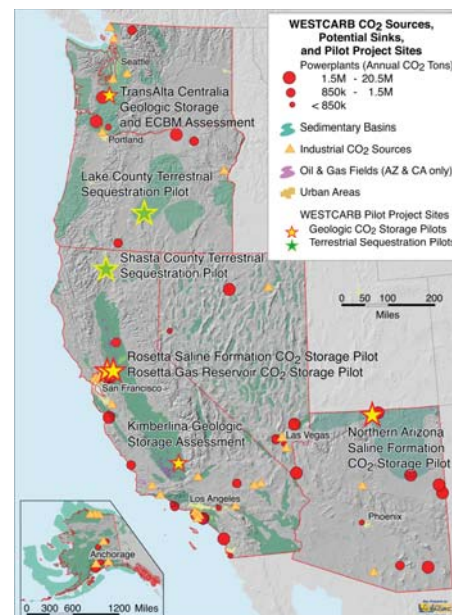 WESTCARB CO2 Sources,
Potential Sinks,
and Pilot Project Sites
Powerplants (Annual CO2 Tons)
1.5M - 20.5M
850k - 1.5M
< 850k
Sedimentary Basins
Industrial CO2 Sources
Oil & Gas Fields (AZ & CA only)
Urban Areas
WESTCARB Pilot Project Sites
Geologic CO2 Storage Pilots
Terrestrial Sequestration Pilots
0 50 100 200
Miles
Seattle
TransAlta Centralia
Geologic Storage
and ECBM Assessment
Portland
Lake County Terrestrial
Sequestration Pilot
Shasta County Terrestrial
Sequestration Pilot
Rosetta Saline Formation CO2 Storage Pilot
Rosetta Gas Reservoir CO2 Storage Pilot
San Francisco
Kimberlina Geologic
Storage Assessment
Las Vegas
Northern Arizona
Saline Formation
CO2 Storage Pilot
Los Angeles
Phoenix
Anchorage
0 300 600 1200 Miles